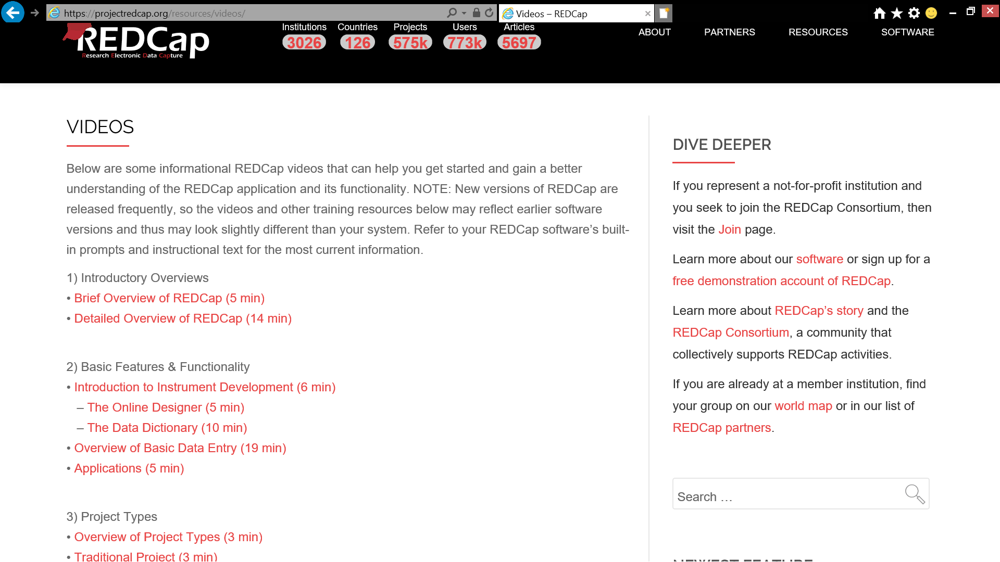 https://projectredcap.org/resources/videos/
Videos – REDCap
REDCap
Research Electronic Data Capture
Institutions Countries Projects Users Articles
3026 126 575k 773k 5697
ABOUT PARTNERS RESOURCES SOFTWARE
VIDEOS
Below are some informational REDCap videos that can help you get started and gain a better
understanding of the REDCap application and its functionality. NOTE: New versions of REDCap are
released frequently, so the videos and other training resources below may reflect earlier software
versions and thus may look slightly different than your system. Refer to your REDCap software’s built-
in prompts and instructional text for the most current information.
1) Introductory Overviews
• Brief Overview of REDCap (5 min)
• Detailed Overview of REDCap (14 min)
2) Basic Features & Functionality
• Introduction to Instrument Development (6 min)
– The Online Designer (5 min)
– The Data Dictionary (10 min)
• Overview of Basic Data Entry (19 min)
• Applications (5 min)
3) Project Types
• Overview of Project Types (3 min)
• Traditional Project (3 min)
DIVE DEEPER
If you represent a not-for-profit institution and
you seek to join the REDCap Consortium, then
visit the Join page.
Learn more about our software or sign up for a
free demonstration account of REDCap.
Learn more about REDCap’s story and the
REDCap Consortium, a community that
collectively supports REDCap activities.
If you are already at a member institution, find
your group on our world map or in our list of
REDCap partners.
Search …
NEWEST FEATURE